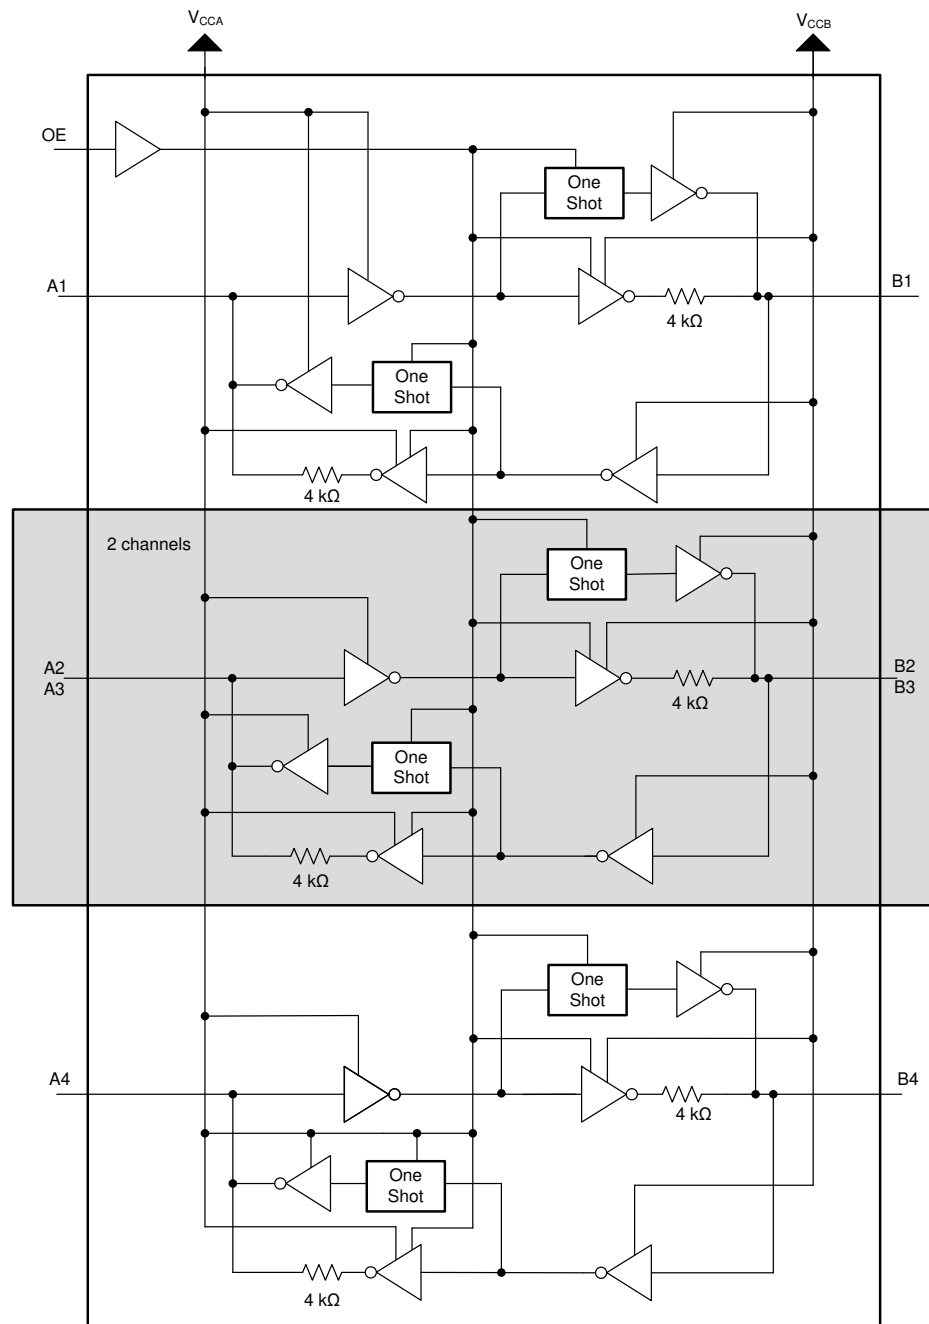 VCCA
VCCB
OE
One
Shot
A1
B1
4 kΩ
One
Shot
4 kΩ
2 channels
One
Shot
A2
A3
B2
B3
4 kΩ
One
Shot
4 kΩ
One
Shot
A4
B4
4 kΩ
One
Shot
4 kΩ